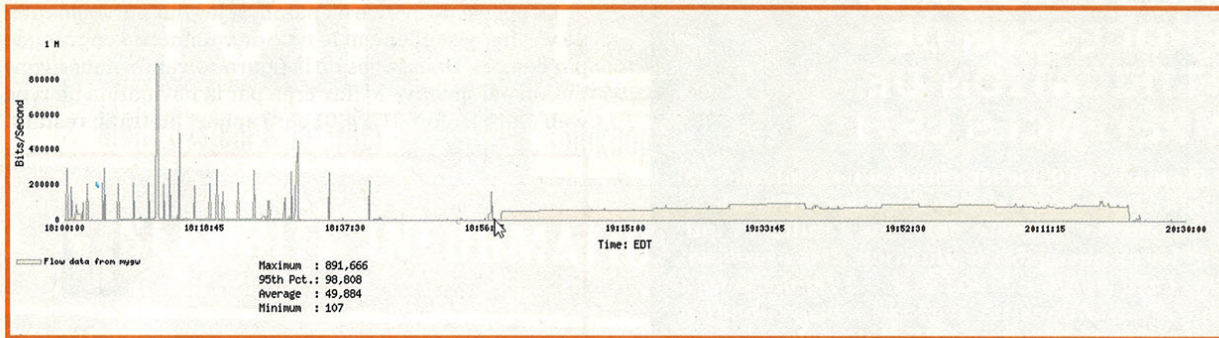 1 M
800000
600000
400000
200000
0
Bits/Second
18:00:00
18:18:45
18:37:30
18:56:
19:15:00
19:33:45
19:52:30
20:11:15
20:30:00
Time: EDT
Flow data from mygw
Maximum : 891,666
95th Pct.: 98,808
Average : 49,884
Minimum : 107